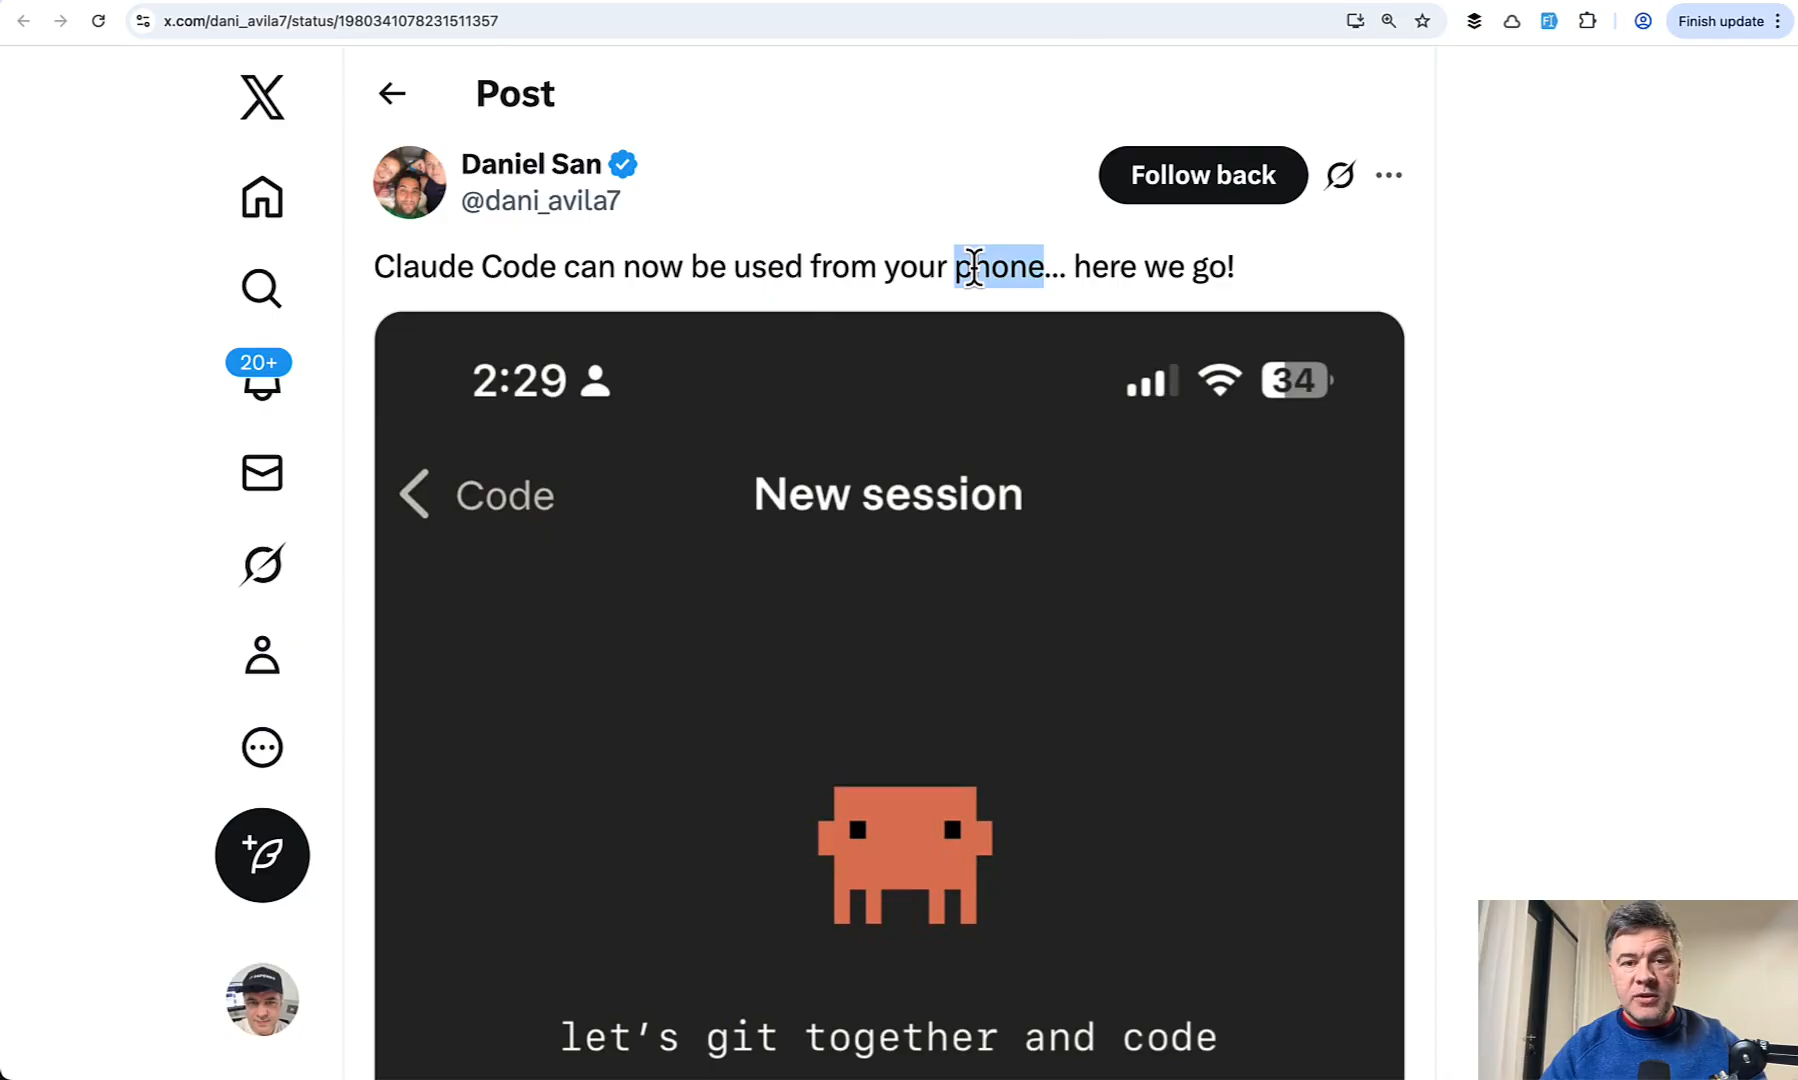 x.com/dani_avila7/status/1980341078231511357
Finish update
Post
Daniel San
@dani_avila7
Follow back
Claude Code can now be used from your phone... here we go!
20+
2:29
34
Code
New session
let's git together and code